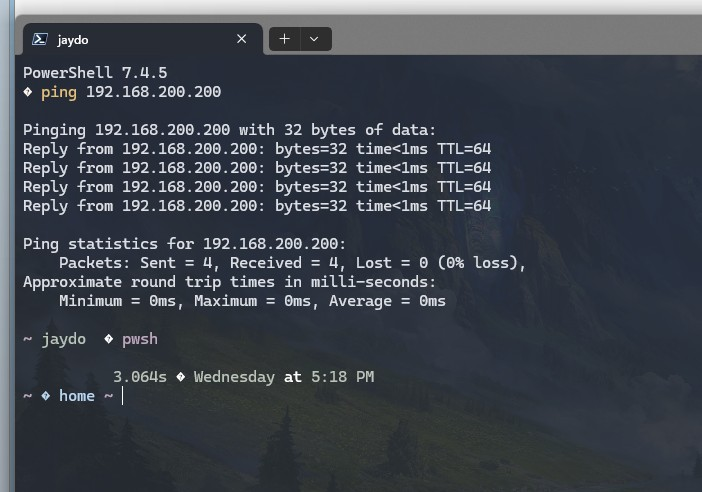 jaydo
PowerShell 7.4.5
� ping 192.168.200.200
Pinging 192.168.200.200 with 32 bytes of data:
Reply from 192.168.200.200: bytes=32 time<1ms TTL=64
Reply from 192.168.200.200: bytes=32 time<1ms TTL=64
Reply from 192.168.200.200: bytes=32 time<1ms TTL=64
Reply from 192.168.200.200: bytes=32 time<1ms TTL=64
Ping statistics for 192.168.200.200:
Packets: Sent = 4, Received = 4, Lost = 0 (0% loss),
Approximate round trip times in milli-seconds:
Minimum = 0ms, Maximum = 0ms, Average = 0ms
~ jaydo � pwsh
3.064s � Wednesday at 5:18 PM
~ � home ~